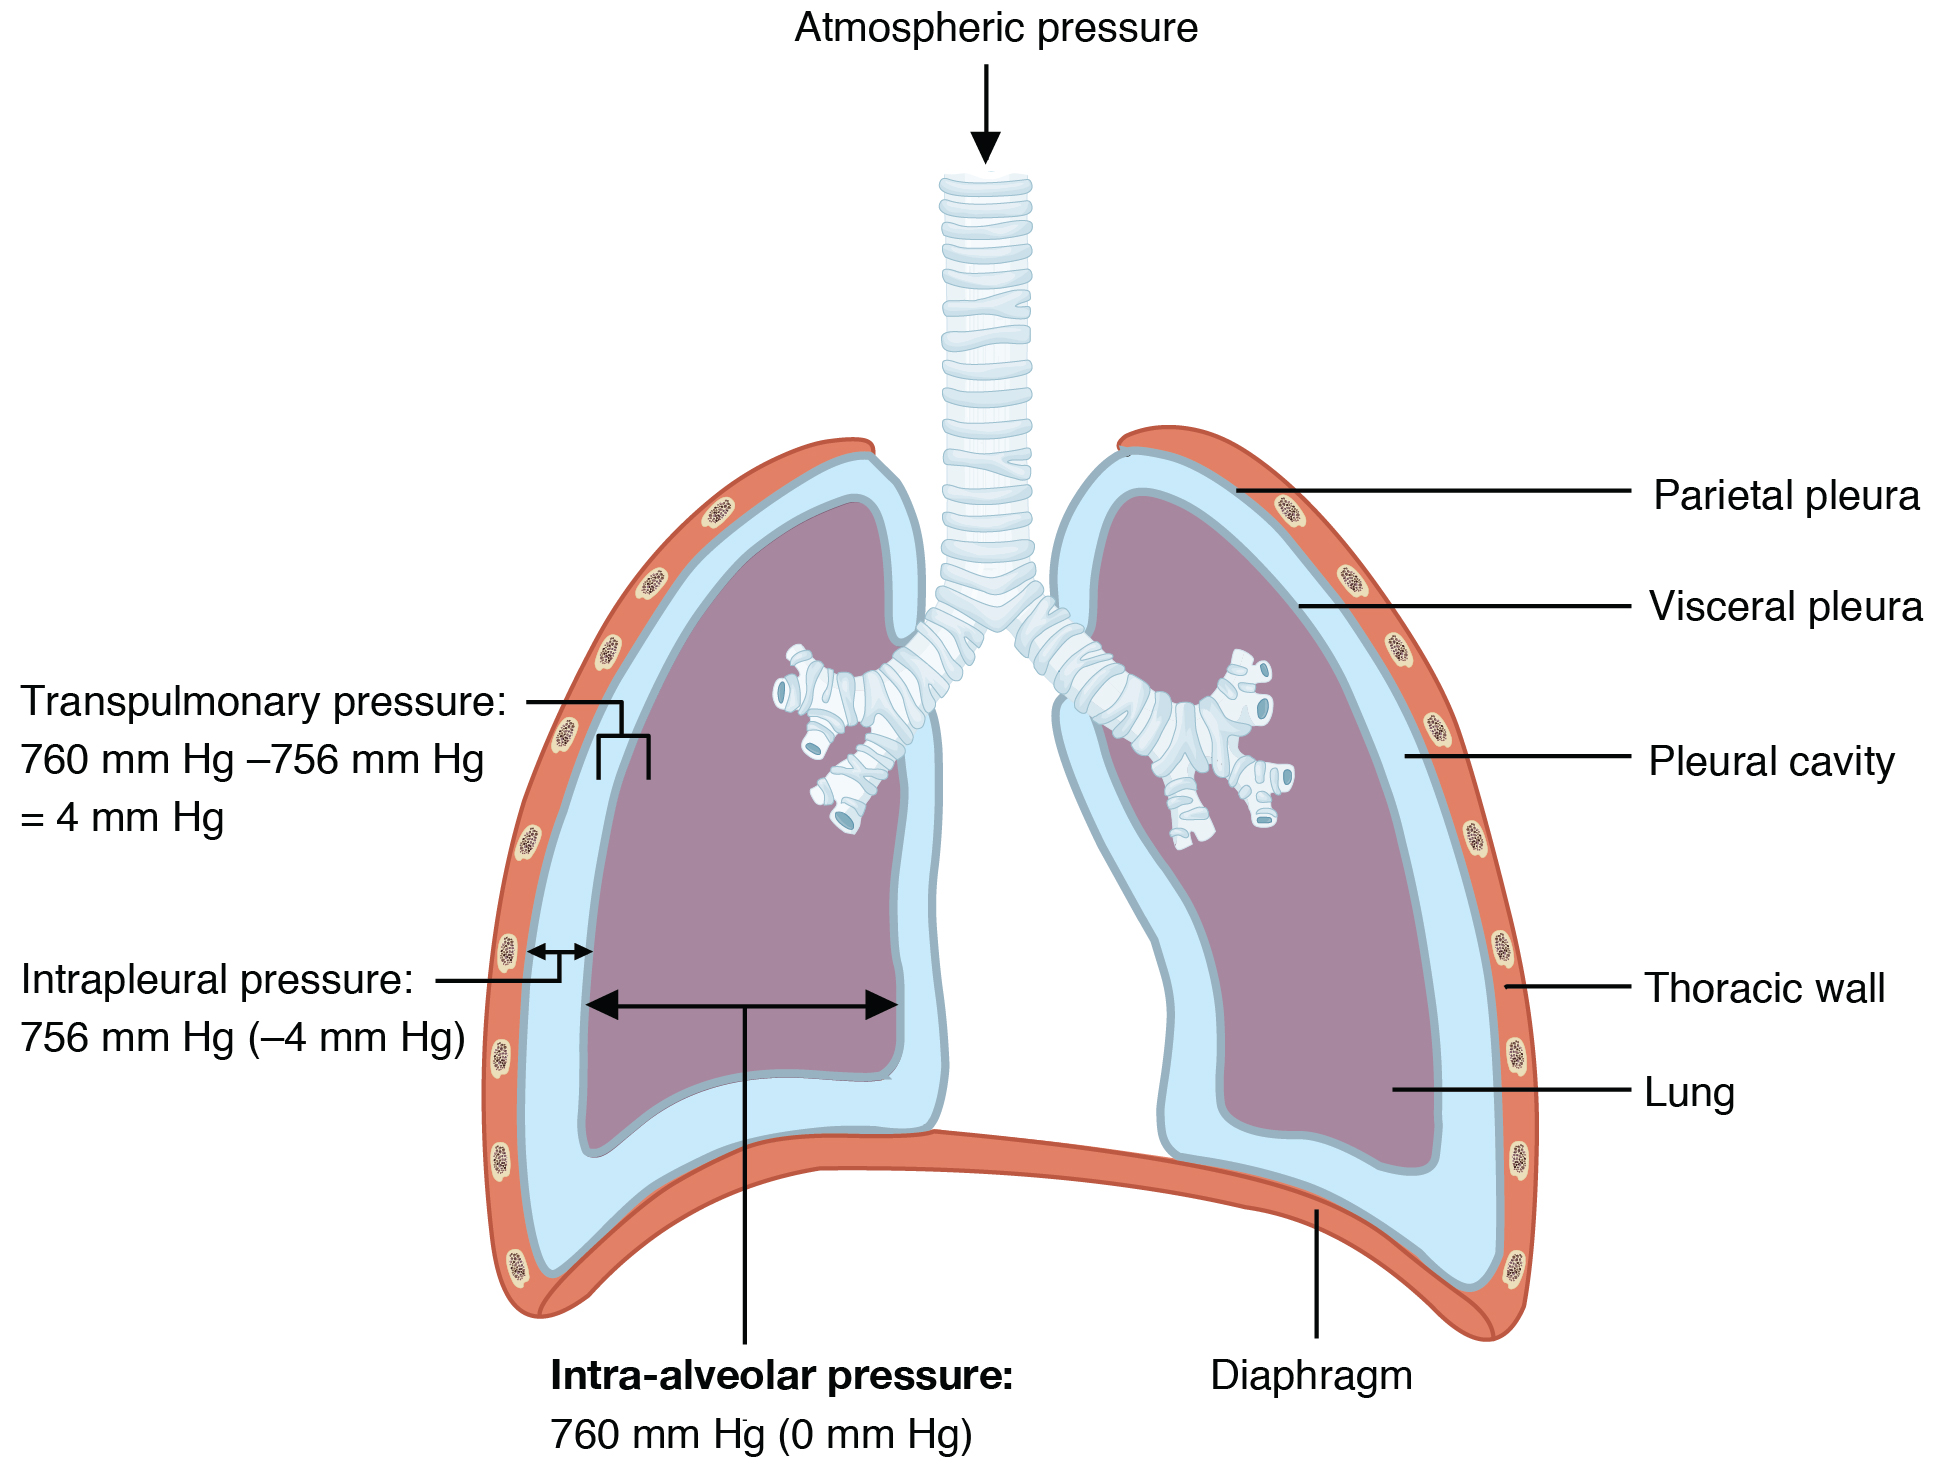 Atmospheric pressure
Parietal pleura
Visceral pleura
Transpulmonary pressure:
760 mm Hg –756 mm Hg
= 4 mm Hg
Pleural cavity
Intrapleural pressure:
756 mm Hg (–4 mm Hg)
Thoracic wall
Lung
Intra-alveolar pressure:
760 mm Hg (0 mm Hg)
Diaphragm